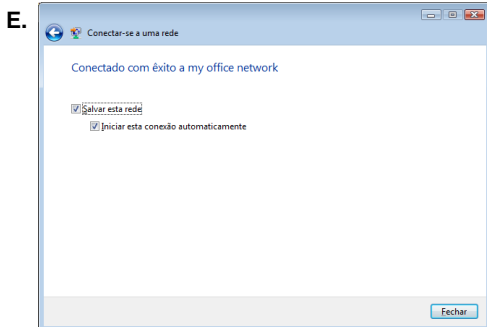 E.
Conectar-se a uma rede
Conectado com êxito a my office network
Salvar esta rede
Iniciar esta conexão automaticamente
Fechar